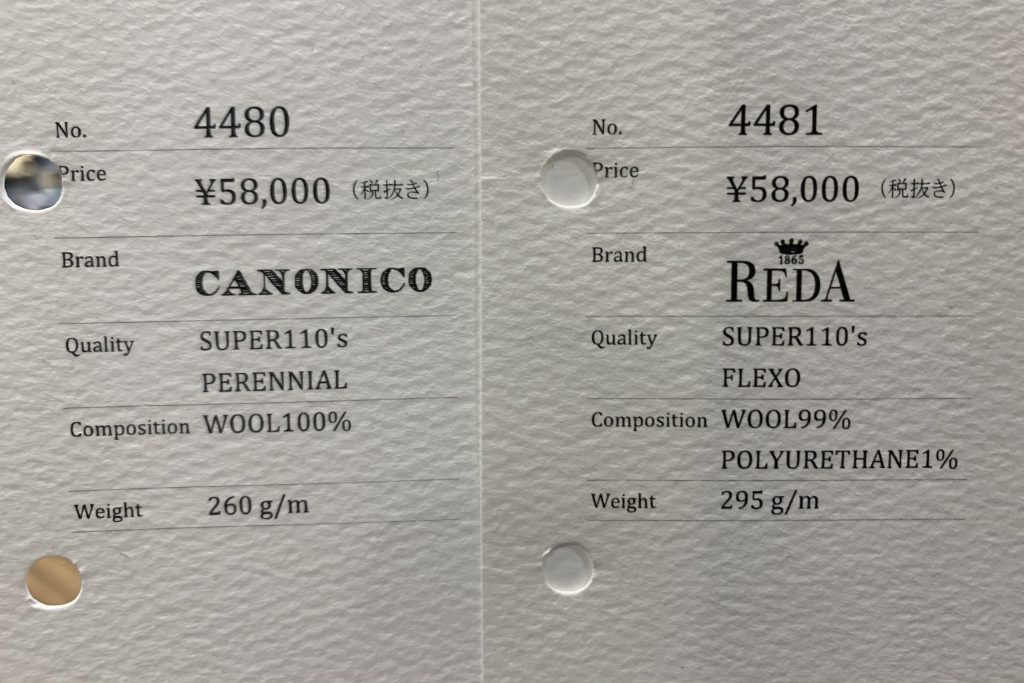 No. 4480
Price ¥58,000 (税抜き)
Brand CANONICO
Quality SUPER110's
PERENNIAL
Composition WOOL100%
Weight 260 g/m
No. 4481
Price ¥58,000 (税抜き)
Brand 1865
REDA
Quality SUPER110's
FLEXO
Composition WOOL99%
POLYURETHANE1%
Weight 295 g/m